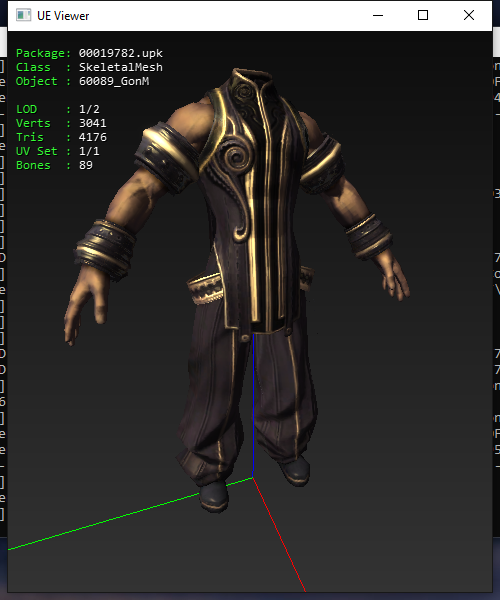 UE Viewer
Package: 00019782.upk
Class : SkeletalMesh
Object : 60089_GonM
LOD : 1/2
Verts : 3041
Tris : 4176
UV Set : 1/1
Bones : 89